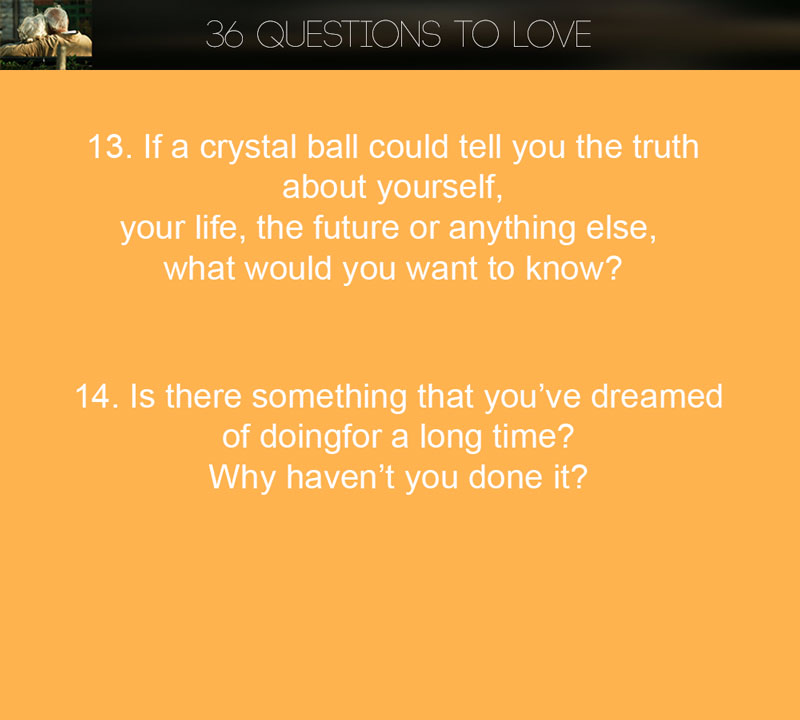 36 QUESTIONS TO LOVE
13. If a crystal ball could tell you the truth
about yourself,
your life, the future or anything else,
what would you want to know?
14. Is there something that you’ve dreamed
of doingfor a long time?
Why haven’t you done it?